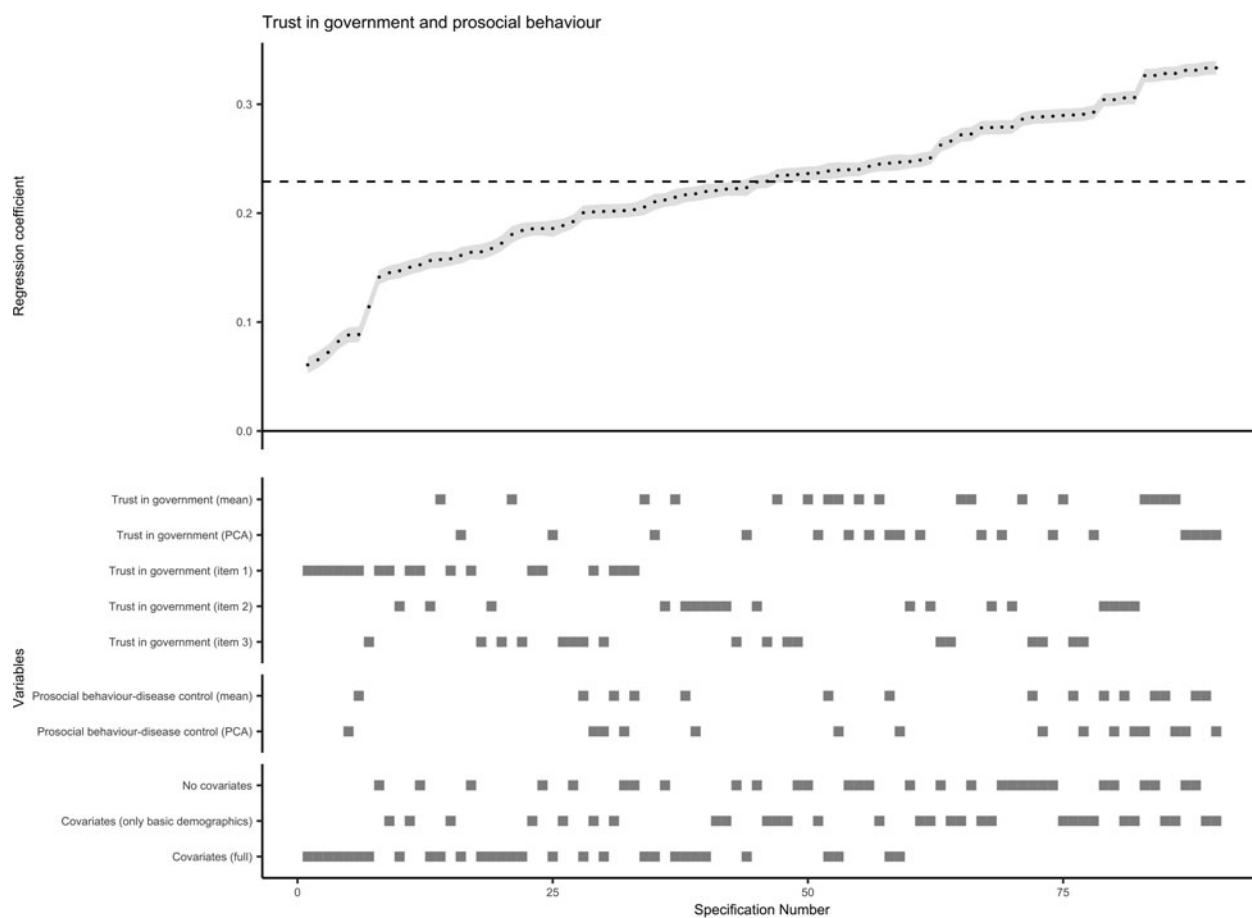 Trust in government and prosocial behaviour
Regression coefficient
0.3
0.2
0.1
0.0
Variables
Trust in government (mean)
Trust in government (PCA)
Trust in government (item 1)
Trust in government (item 2)
Trust in government (item 3)
Prosocial behaviour-disease control (mean)
Prosocial behaviour-disease control (PCA)
No covariates
Covariates (only basic demographics)
Covariates (full)
0
25
50
75
Specification Number